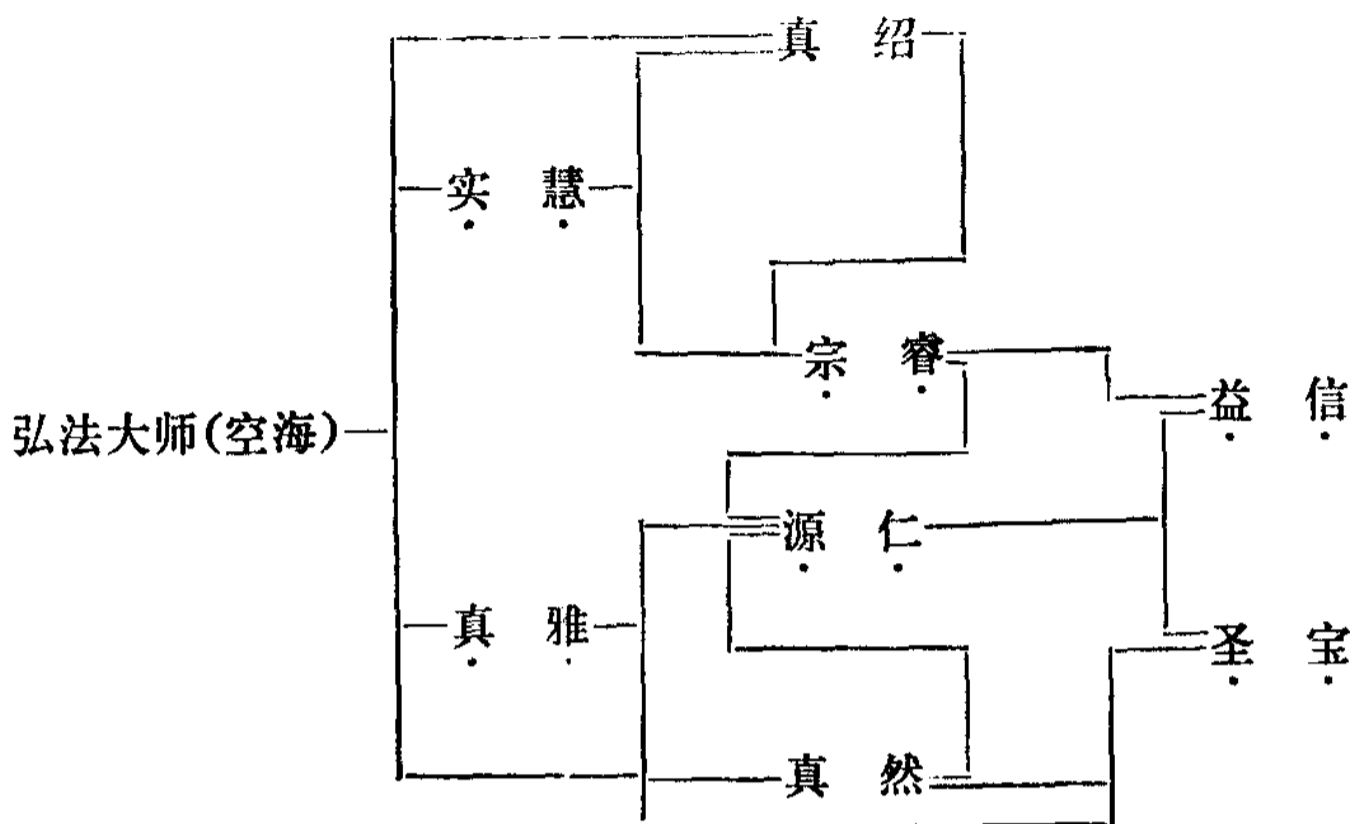 真 绍
实 慧
宗 睿
益 信
弘法大师(空海)
源 仁
真 雅
圣 宝
真 然